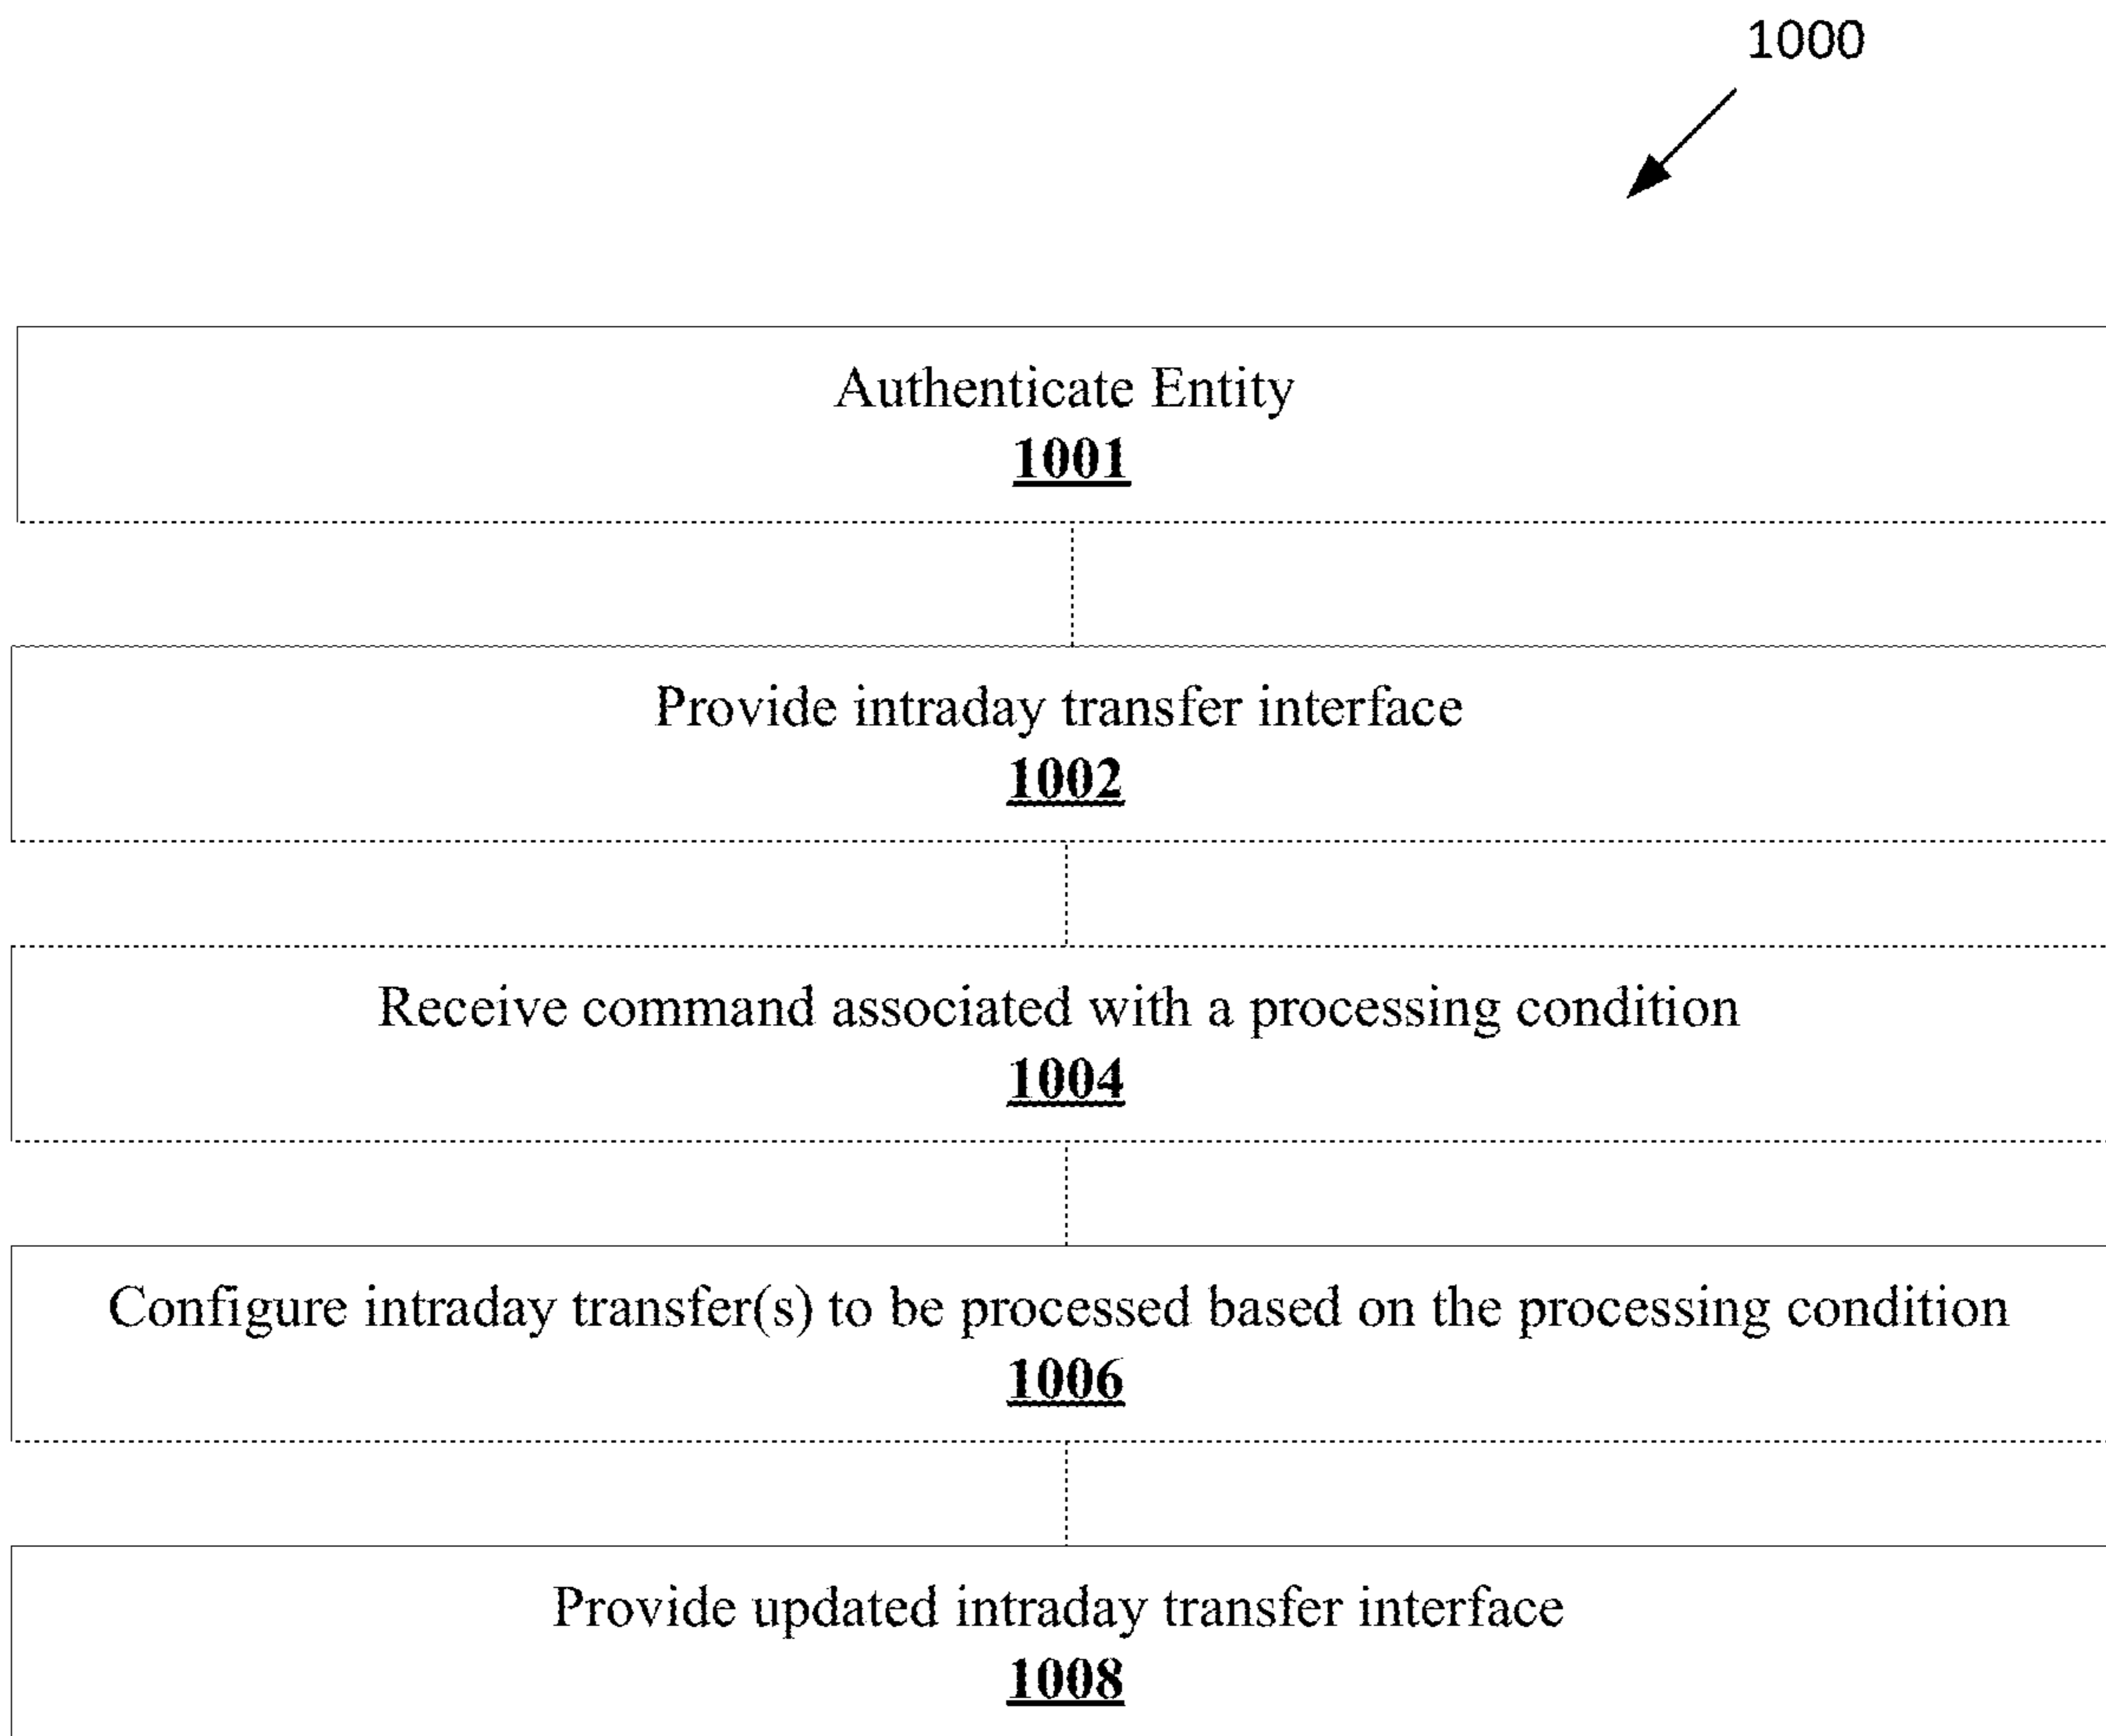 1000
Authenticate Entity
1001
Provide intraday transfer interface
1002
Receive command associated with a processing condition
1004
Configure intraday transfer(s) to be processed based on the processing condition
1006
Provide updated intraday transfer interface
1008